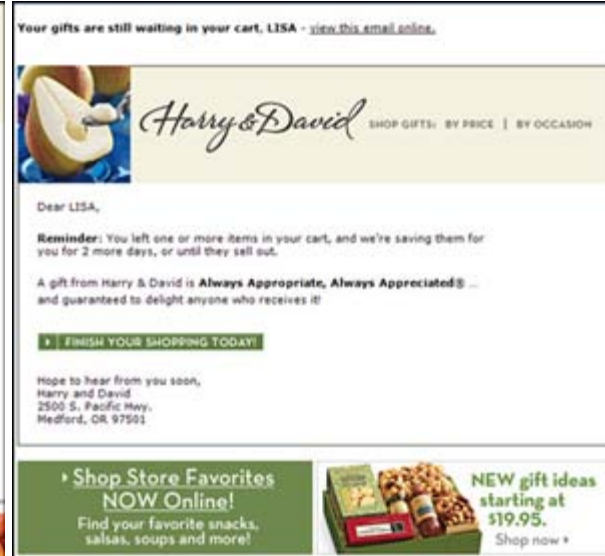 Your gifts are still waiting in your cart, LISA - view this email online.
Harry & David
SHOP GIFTS: BY PRICE | BY OCCASION
Dear LISA,
Reminder: You left one or more items in your cart, and we're saving them for
you for 2 more days, or until they sell out.
A gift from Harry & David is Always Appropriate, Always Appreciated® ...
and guaranteed to delight anyone who receives it!
FINISH YOUR SHOPPING TODAY!
Hope to hear from you soon,
Harry and David
2500 S. Pacific Hwy.
Medford, OR 97501
Shop Store Favorites
NOW Online!
Find your favorite snacks,
salsas, soups and more!
NEW gift ideas
starting at
$19.95.
Shop now